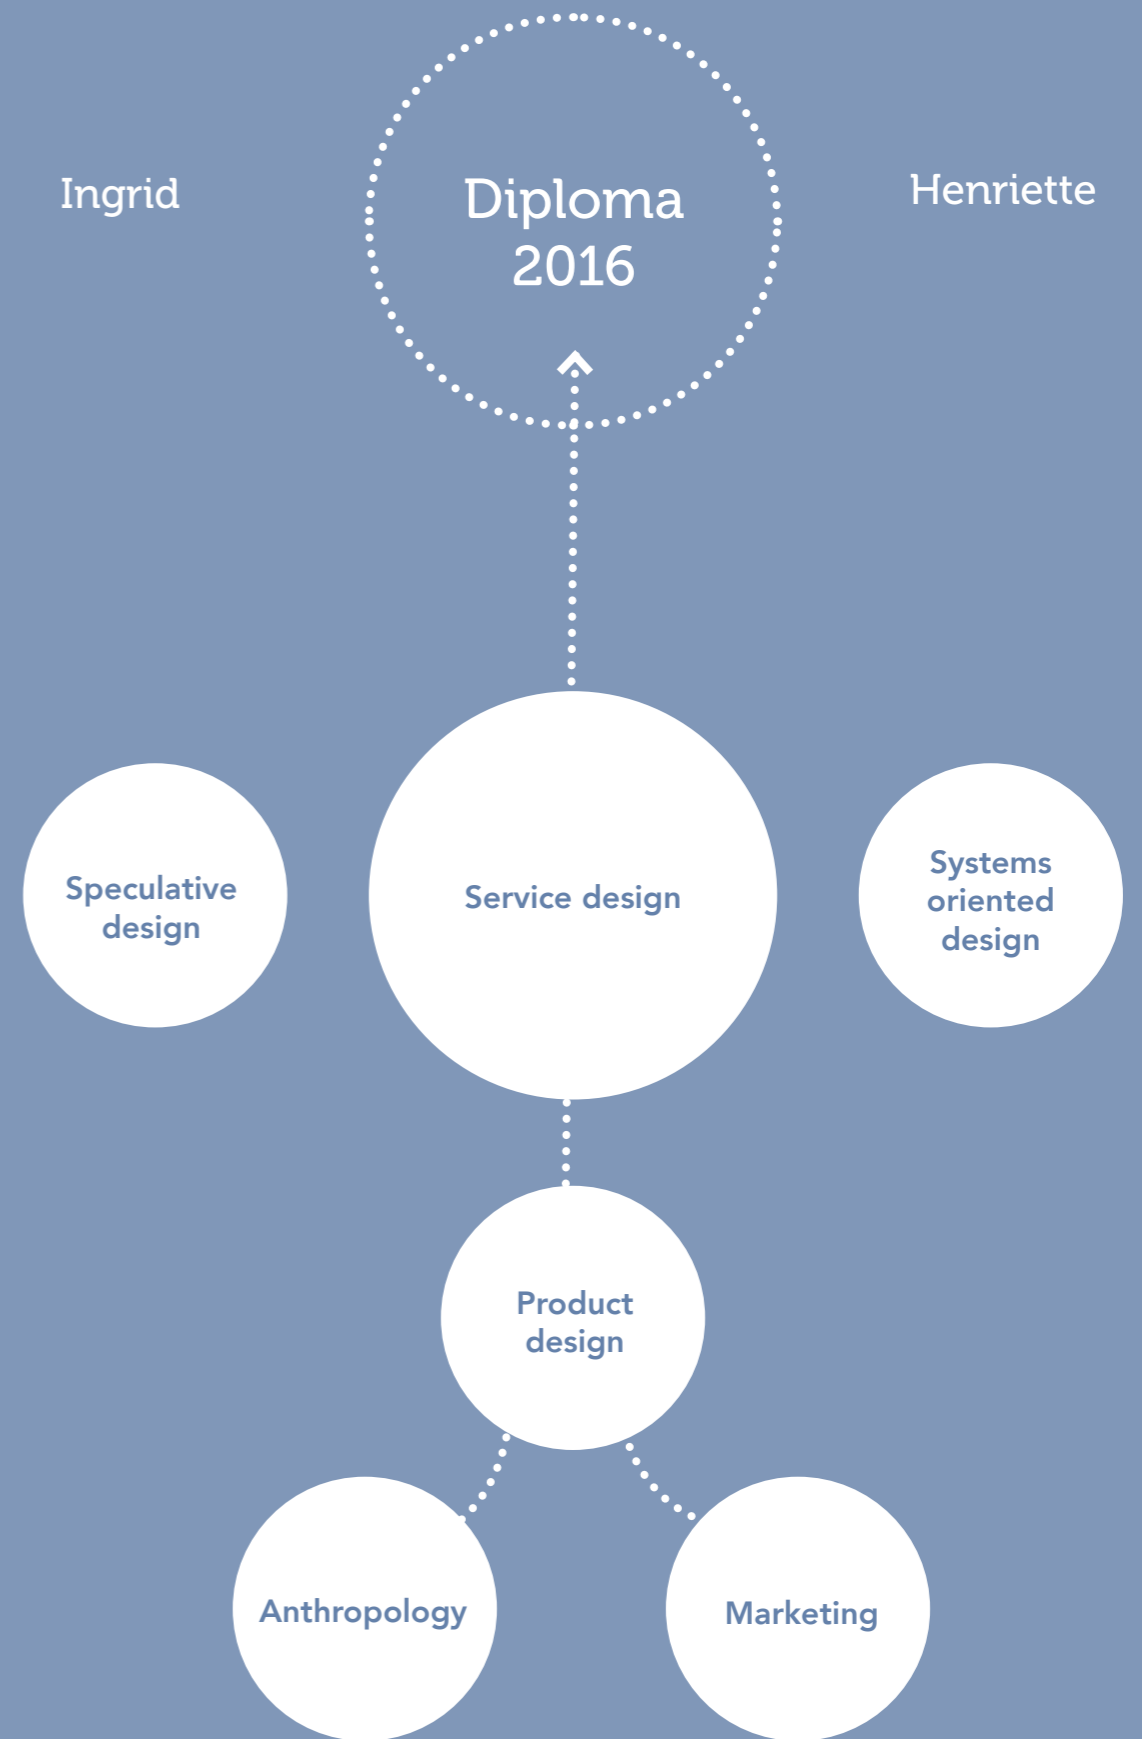 Ingrid
Diploma
2016
Henriette
Speculative
design
Service design
Systems
oriented
design
Product
design
Anthropology
Marketing